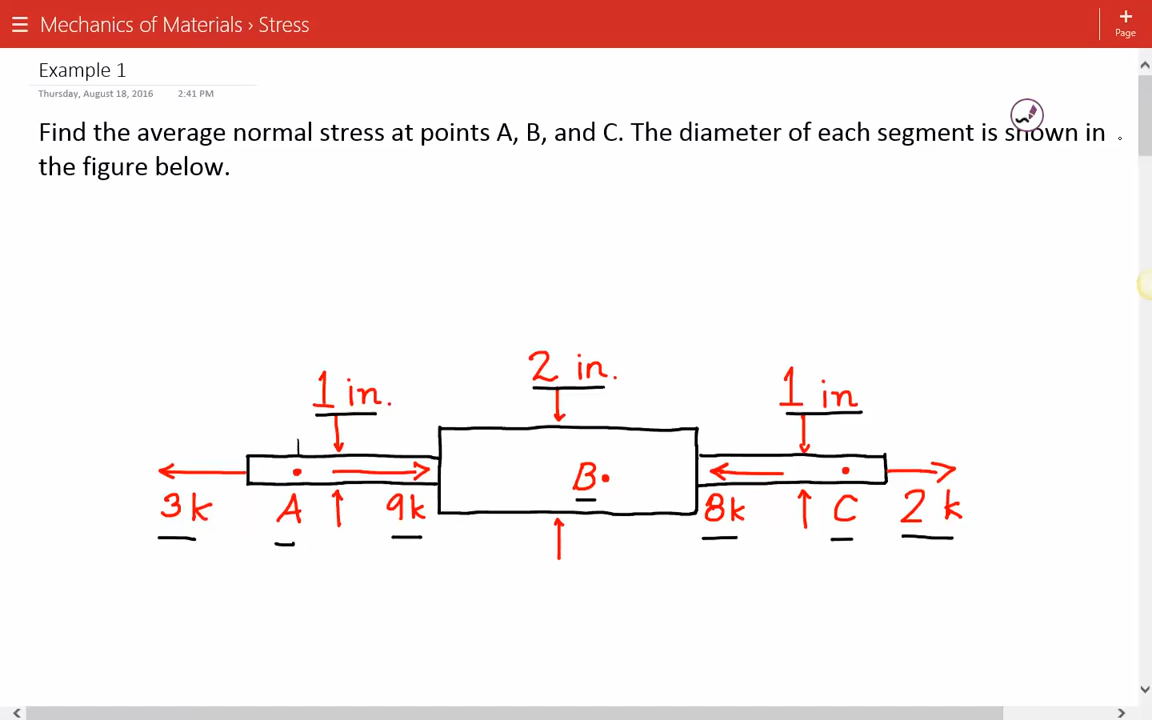 Mechanics of Materials › Stress
Page
Example 1
Thursday, August 18, 2016 2:41 PM
Find the average normal stress at points A, B, and C. The diameter of each segment is shown in
the figure below.
1 in. 2 in. 1 in
B
3k A 9k 8k C 2 k